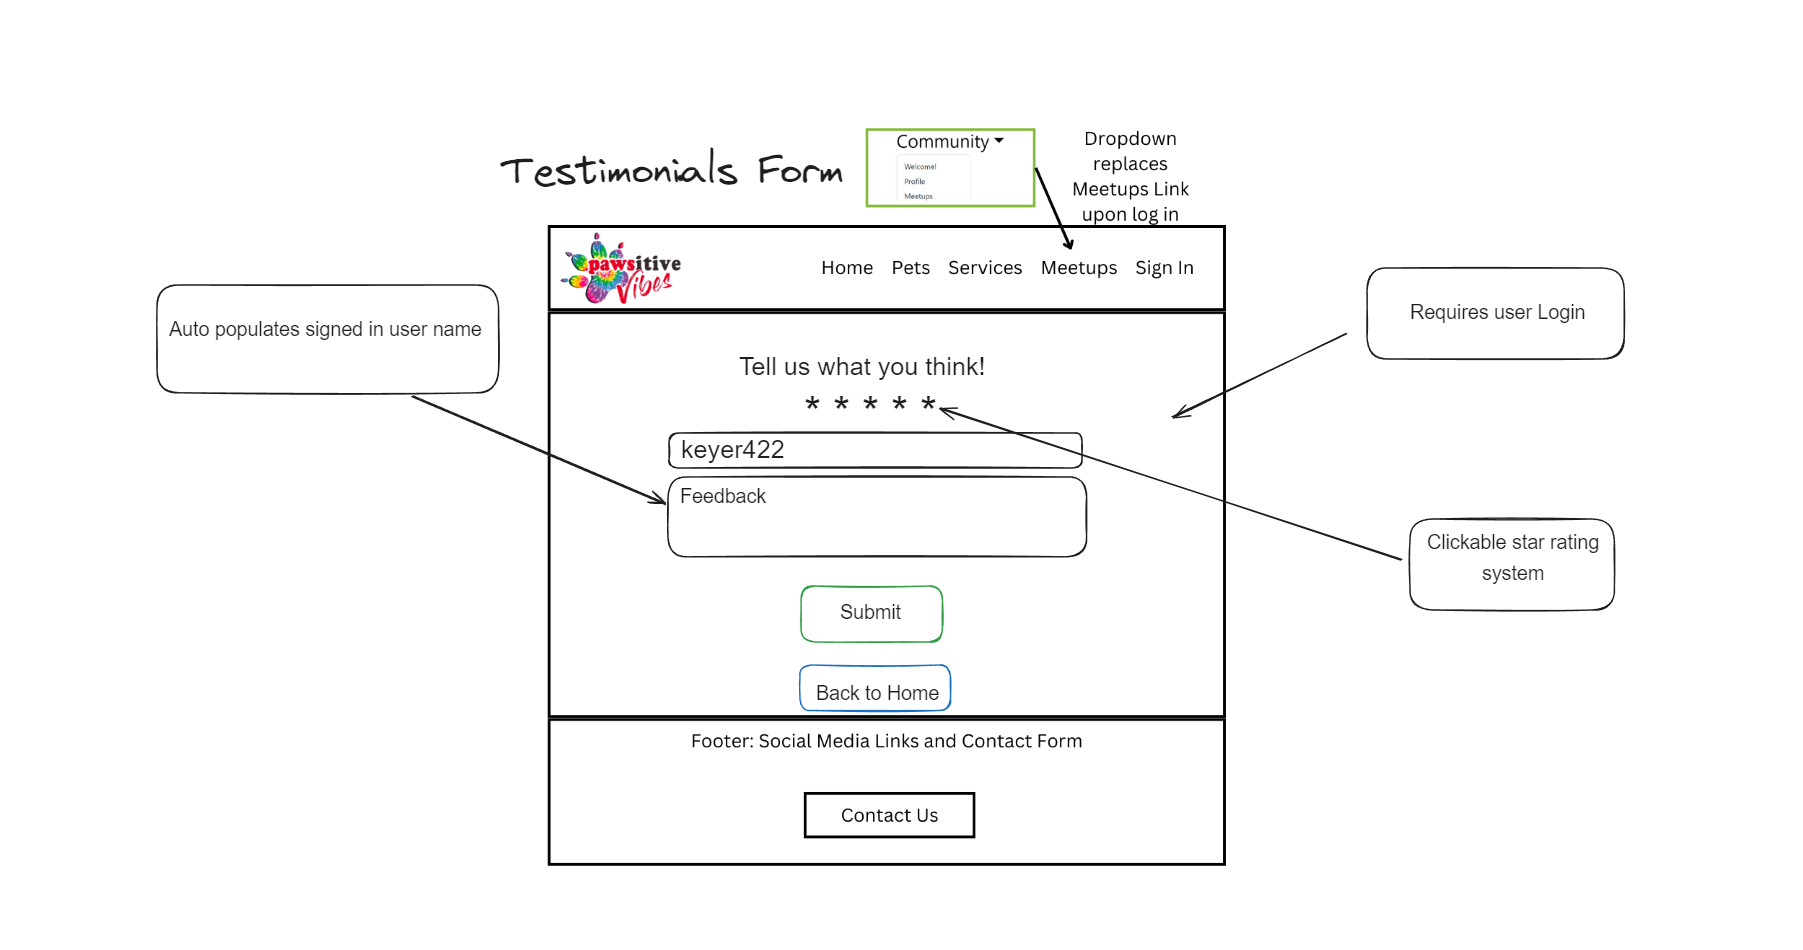 Testimonials Form
Community
Welcome!
Profile
Meetups
Dropdown
replaces
Meetups Link
upon log in
pawsitive
Vibes
Home Pets Services Meetups Sign In
Auto populates signed in user name
Requires user Login
Tell us what you think!
* * * * *
keyer422
Feedback
Clickable star rating
system
Submit
Back to Home
Footer: Social Media Links and Contact Form
Contact Us